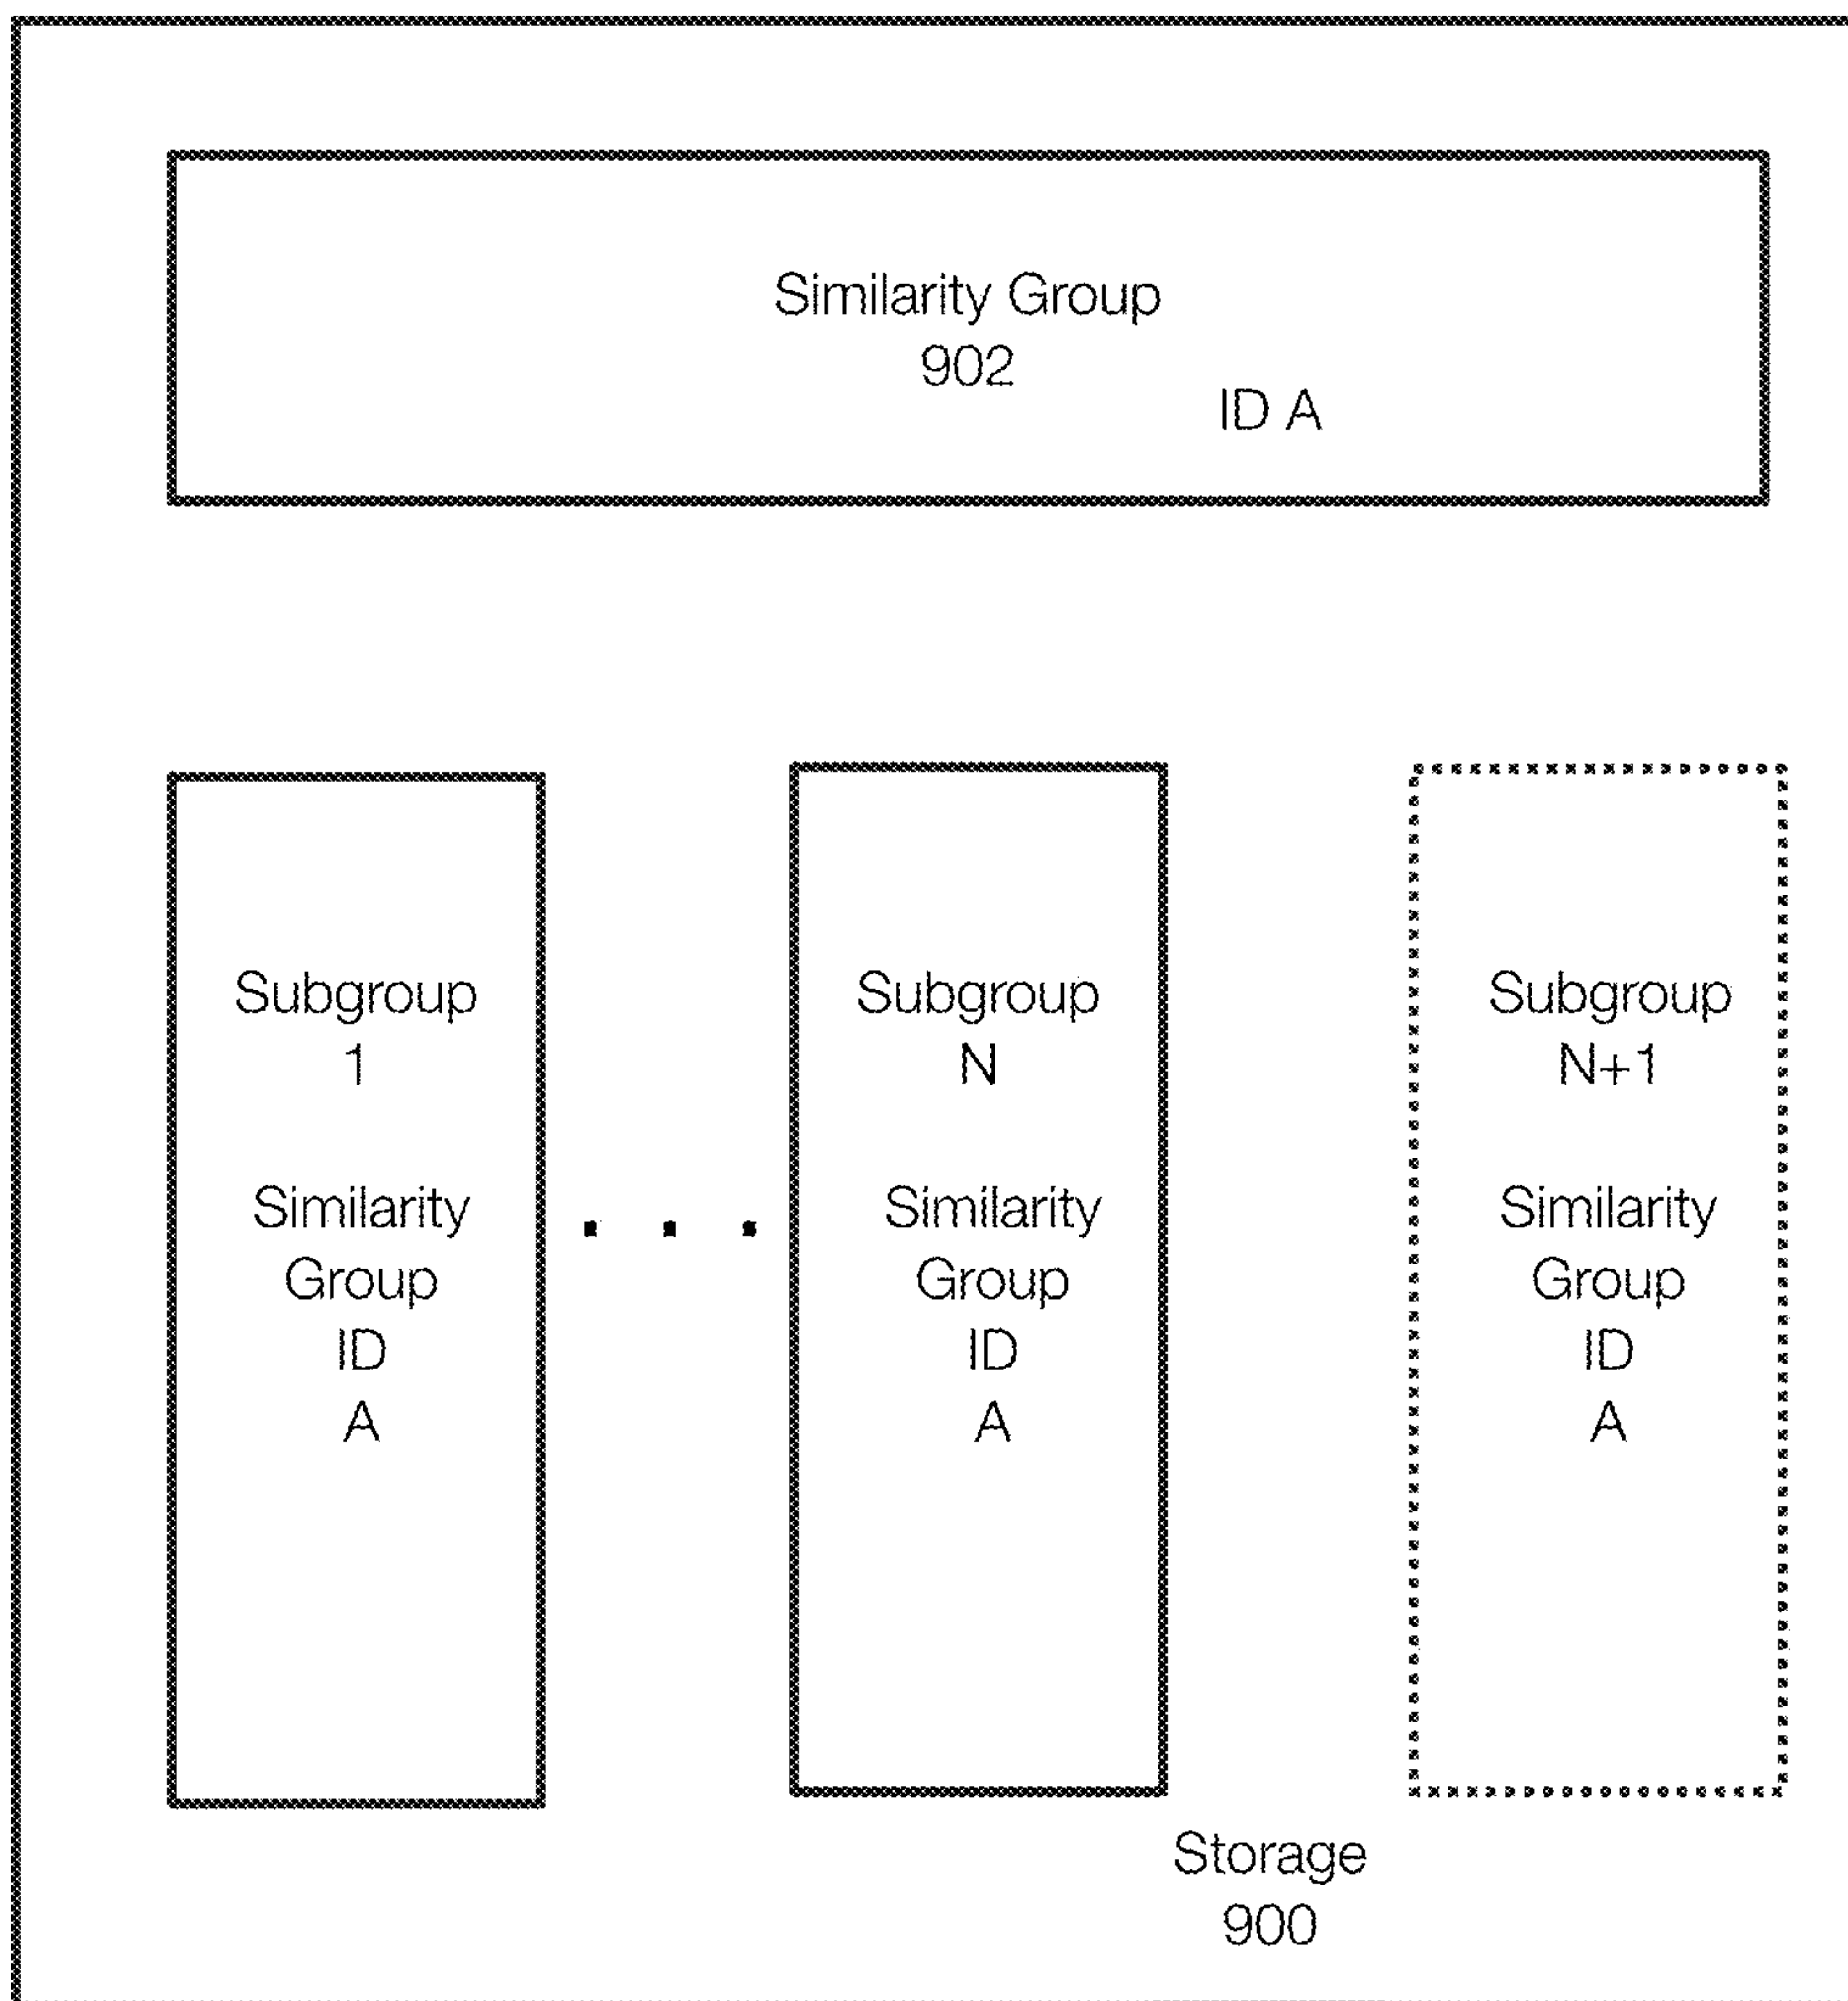 Similarity Group
902
ID A
Subgroup
1
Similarity
Group
ID
A
Subgroup
N
Similarity
Group
ID
A
Subgroup
N+1
Similarity
Group
ID
A
Storage
900